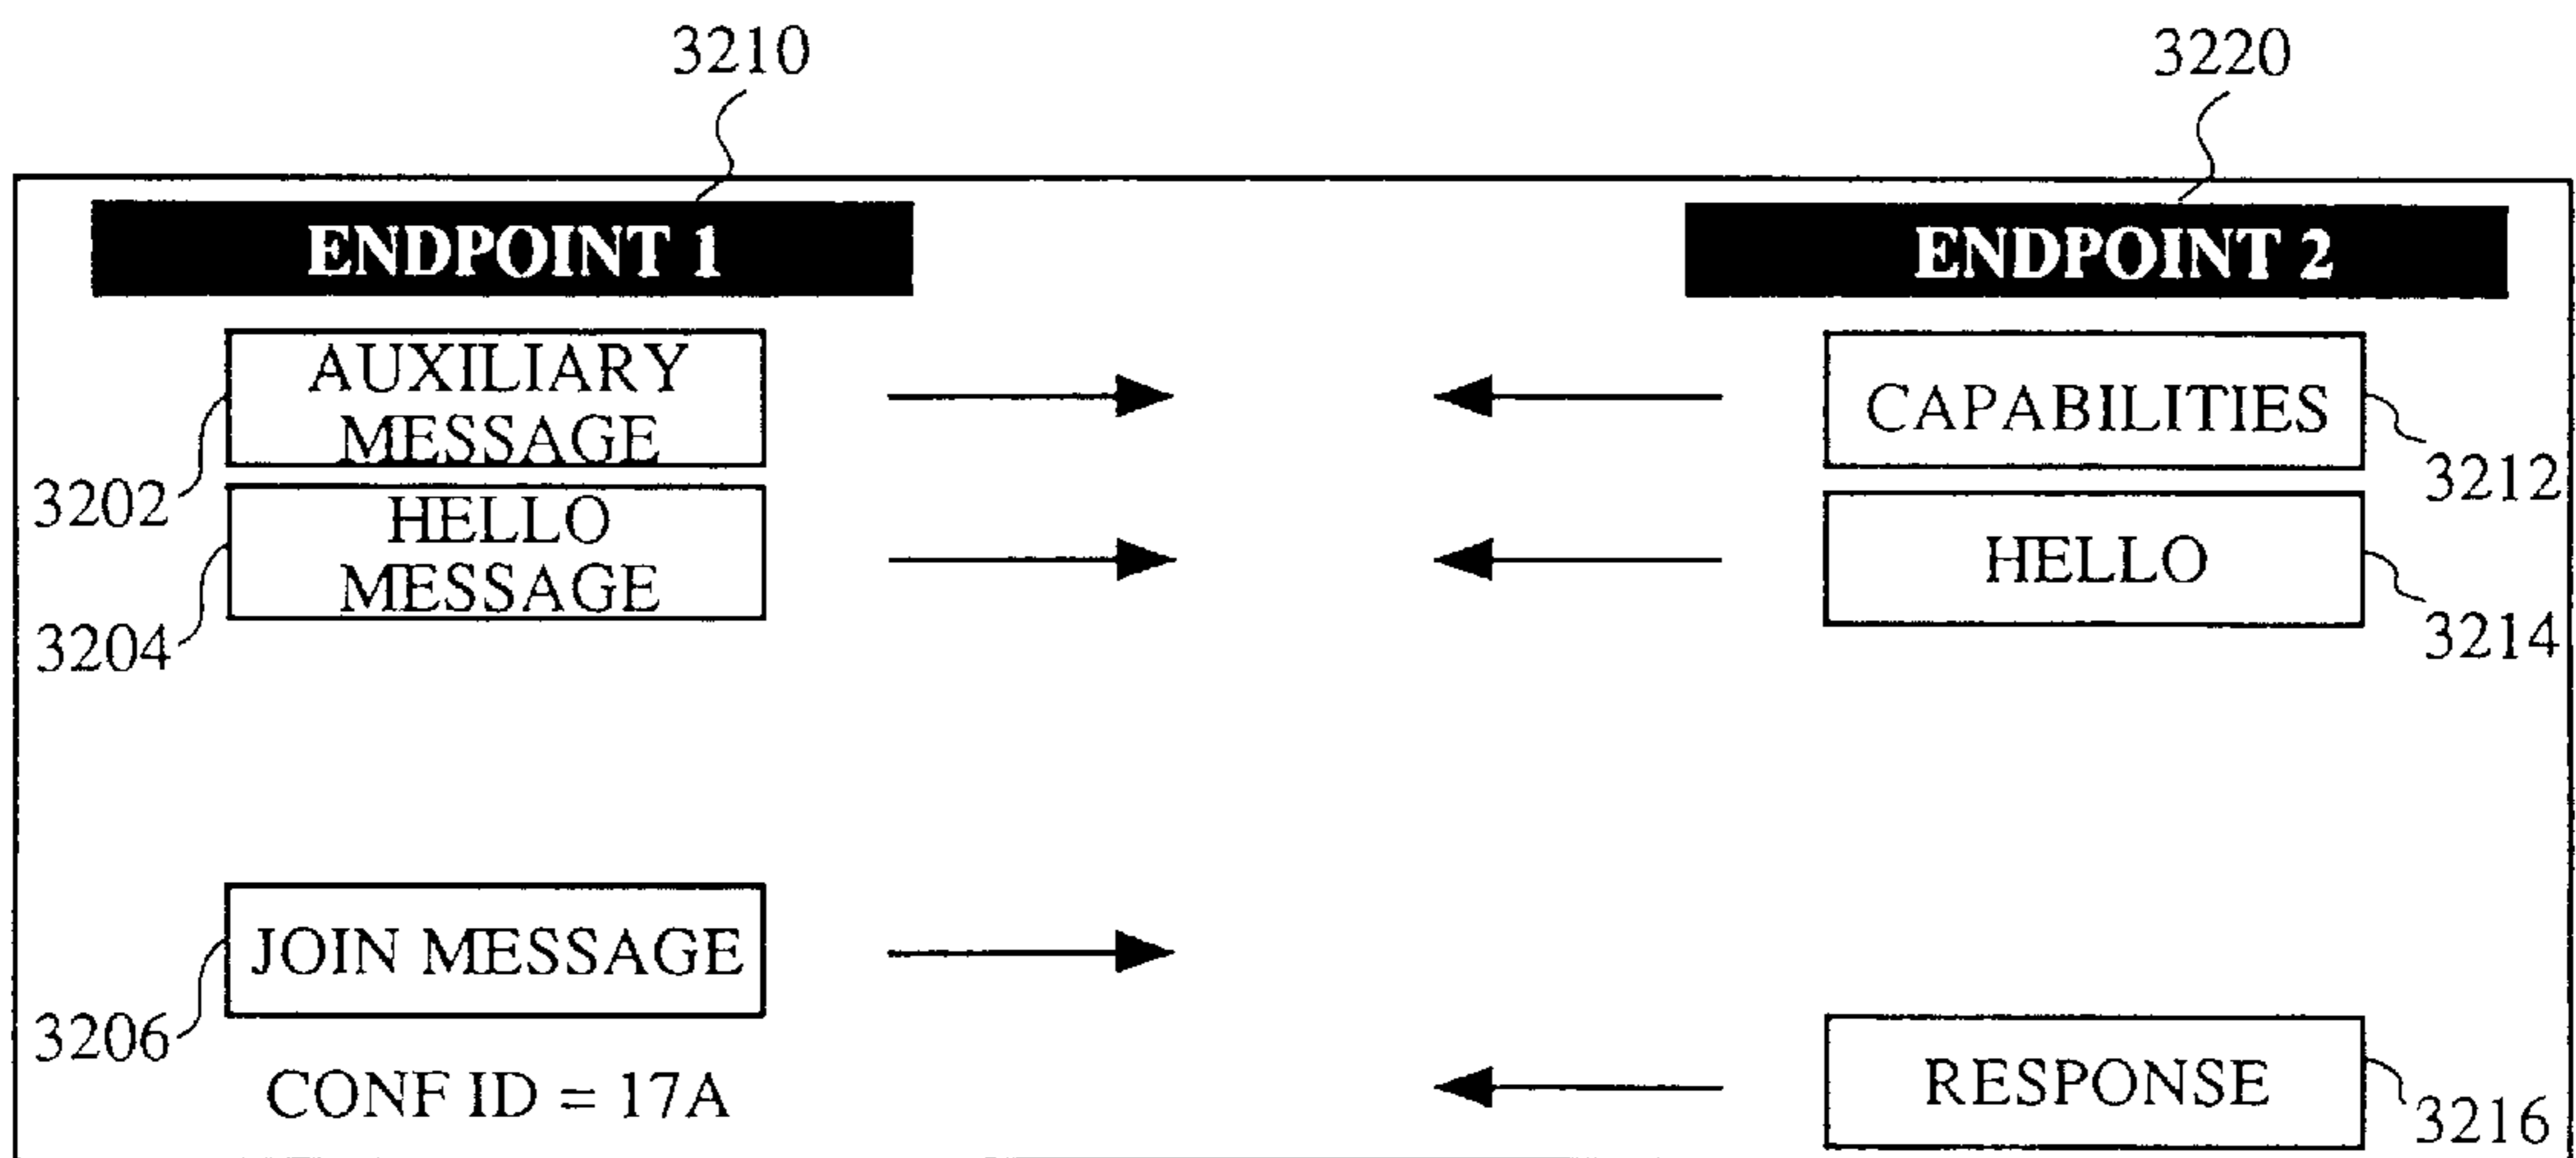 3210
3220
ENDPOINT 1
ENDPOINT 2
AUXILIARY
MESSAGE
CAPABILITIES
3202
3212
HELLO
MESSAGE
HELLO
3204
3214
JOIN MESSAGE
3206
CONF ID = 17A
RESPONSE
3216